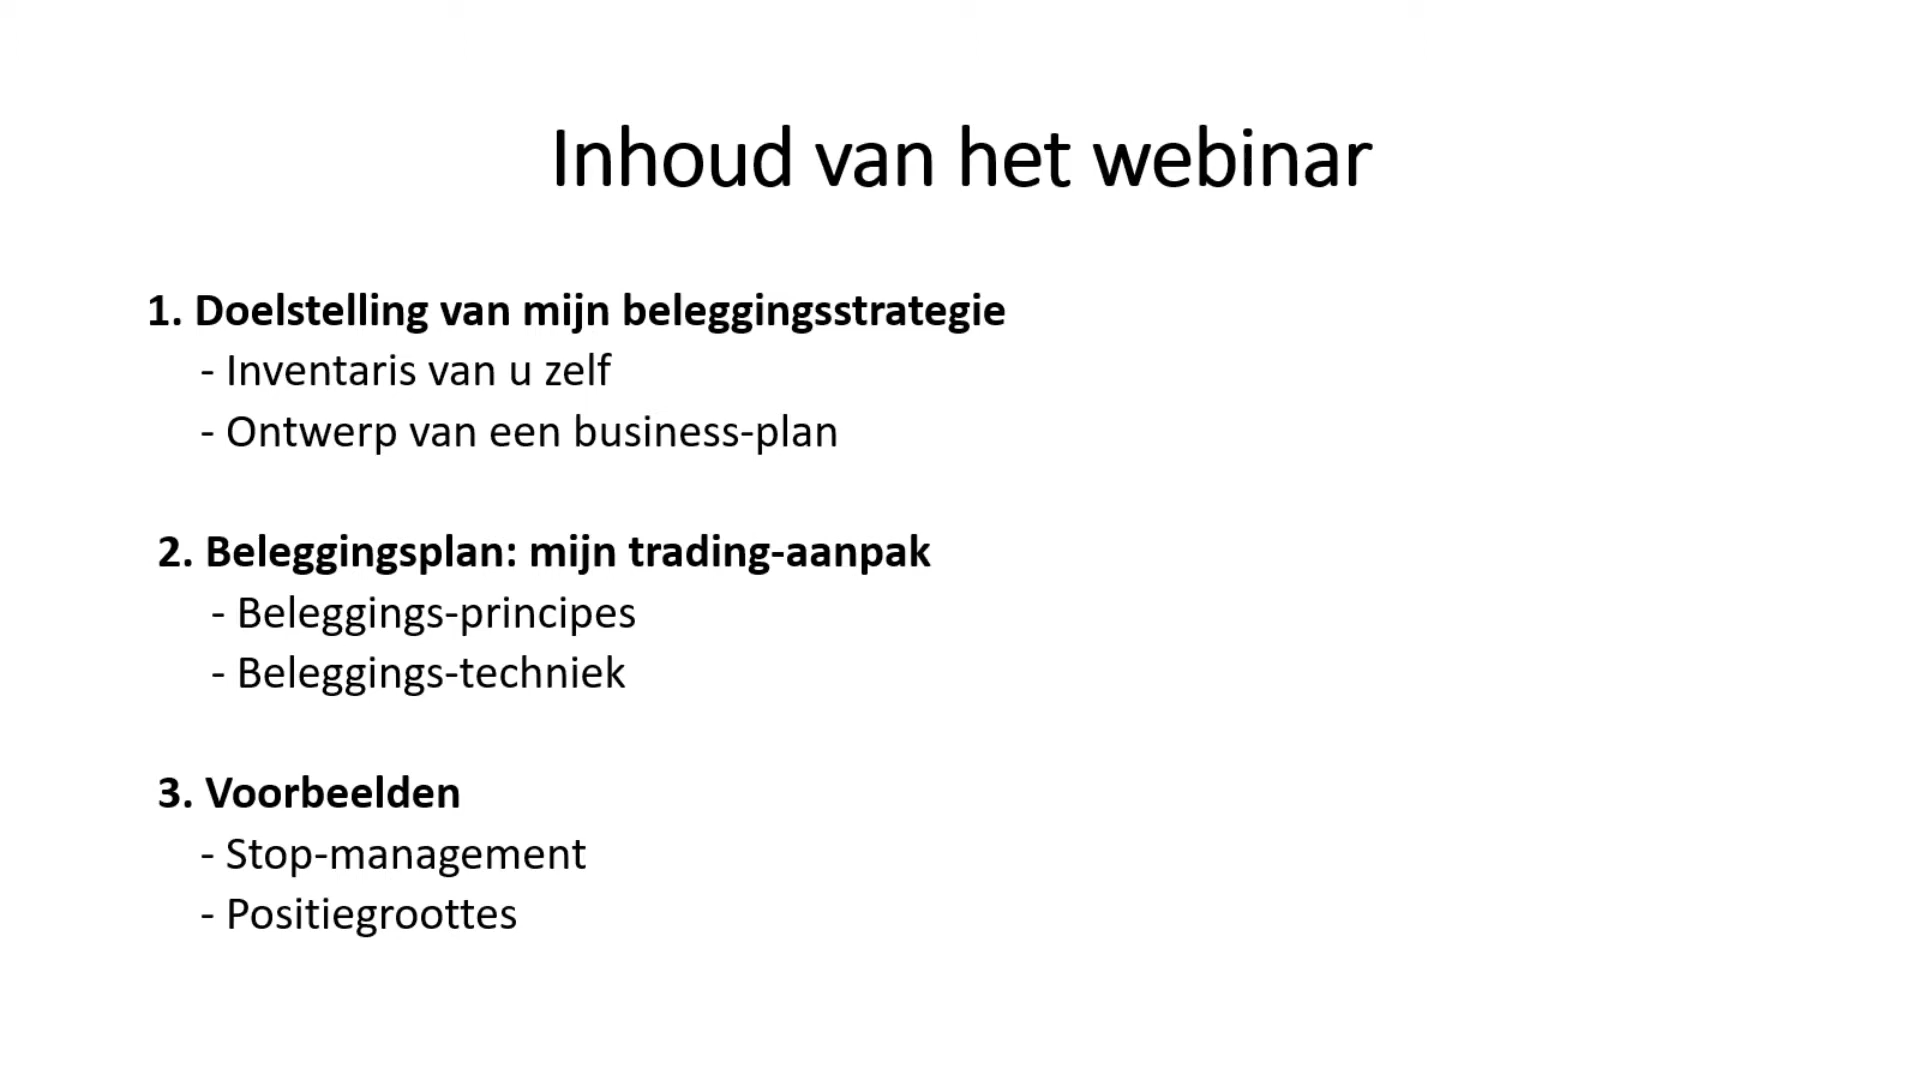 Inhoud van het webinar
1. Doelstelling van mijn beleggingsstrategie
- Inventaris van u zelf
- Ontwerp van een business-plan
2. Beleggingsplan: mijn trading-aanpak
- Beleggings-principes
- Beleggings-techniek
3. Voorbeelden
- Stop-management
- Positiegroottes